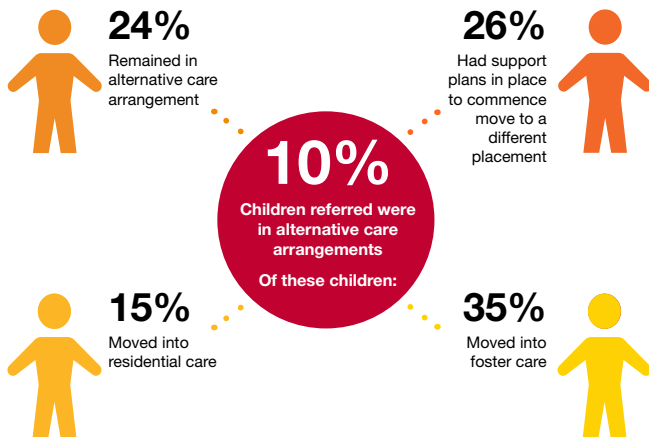 24%
Remained in
alternative care
arrangement
26%
Had support
plans in place
to commence
move to a
different
placement
10%
Children referred were
in alternative care
arrangements
Of these children:
15%
Moved into
residential care
35%
Moved into
foster care